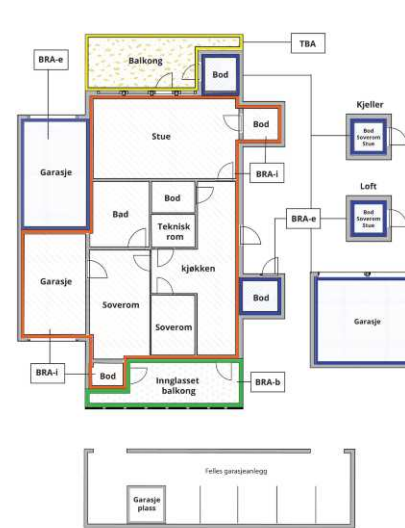 TBA
BRA-e
Balkong
Bod
Kjeller
Stue
Bod
Bod
Soverom
Stue
Garasje
BRA-i
Loft
Bod
Bad
Bod
Soverom
Stue
Teknisk
rom
BRA-e
Garasje
kjøkken
Soverom
Bod
Garasje
Soverom
BRA-i
Bod
Innglasset
balkong
BRA-b
Felles garasjeanlegg
Garasje
plass